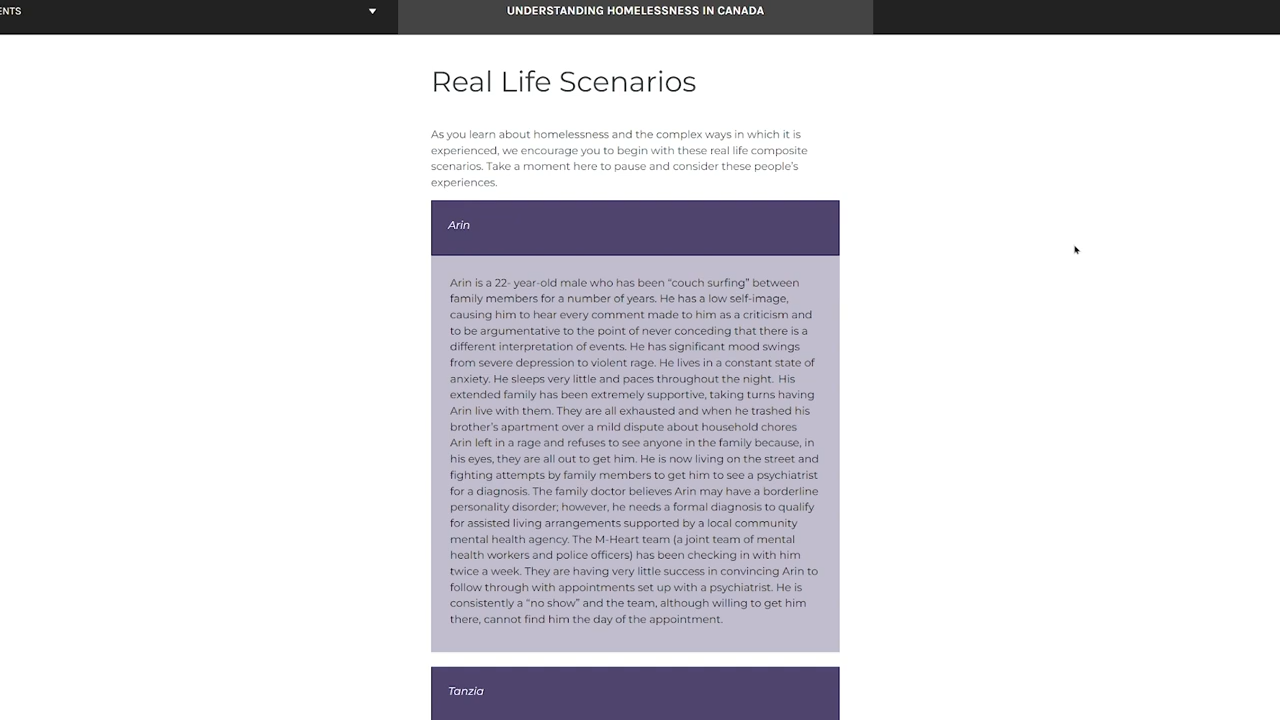 ENTS
UNDERSTANDING HOMELESSNESS IN CANADA
Real Life Scenarios
As you learn about homelessness and the complex ways in which it is
experienced, we encourage you to begin with these real life composite
scenarios. Take a moment here to pause and consider these people's
experiences.
Arin
Arin is a 22- year-old male who has been “couch surfing” between
family members for a number of years. He has a low self-image,
causing him to hear every comment made to him as a criticism and
to be argumentative to the point of never conceding that there is a
different interpretation of events. He has significant mood swings
from severe depression to violent rage. He lives in a constant state of
anxiety. He sleeps very little and paces throughout the night.  His
extended family has been extremely supportive, taking turns having
Arin live with them. They are all exhausted and when he trashed his
brother’s apartment over a mild dispute about household chores
Arin left in a rage and refuses to see anyone in the family because, in
his eyes, they are all out to get him. He is now living on the street and
fighting attempts by family members to get him to see a psychiatrist
for a diagnosis. The family doctor believes Arin may have a borderline
personality disorder; however, he needs a formal diagnosis to qualify
for assisted living arrangements supported by a local community
mental health agency. The M-Heart team (a joint team of mental
health workers and police officers) has been checking in with him
twice a week. They are having very little success in convincing Arin to
follow through with appointments set up with a psychiatrist. He is
consistently a “no show” and the team, although willing to get him
there, cannot find him the day of the appointment.
Tanzia